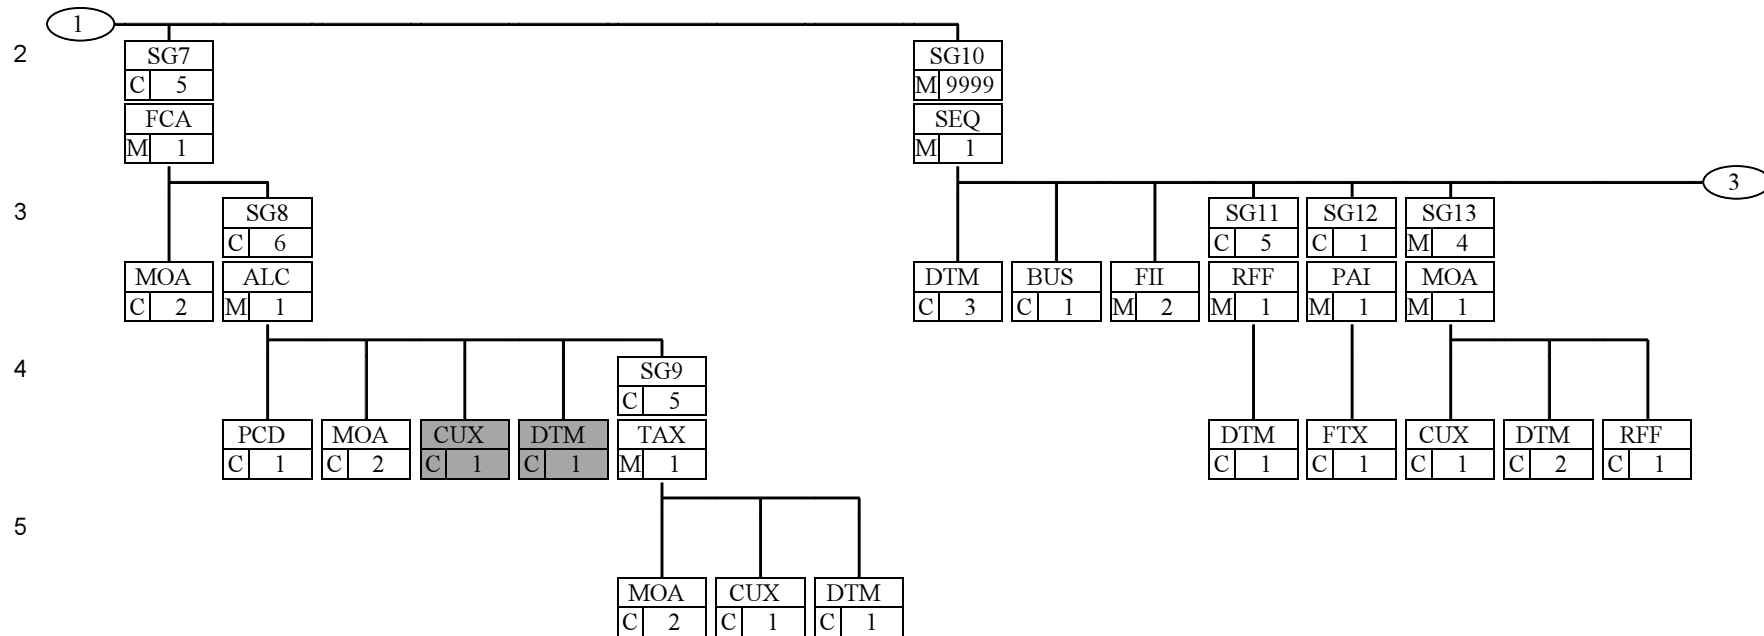 1
2 SG7 SG10
C 5 M 9999
FCA SEQ
M 1 M 1
3
3 SG8 SG11 SG12 SG13
C 6 C 5 C 1 M 4
MOA ALC DTM BUS FII RFF PAI MOA
C 2 M 1 C 3 C 1 M 2 M 1 M 1 M 1
4 SG9
C 5
PCD MOA CUX DTM TAX DTM FTX CUX DTM RFF
C 1 C 2 C 1 C 1 M 1 C 1 C 1 C 1 C 2 C 1
5
MOA CUX DTM
C 2 C 1 C 1